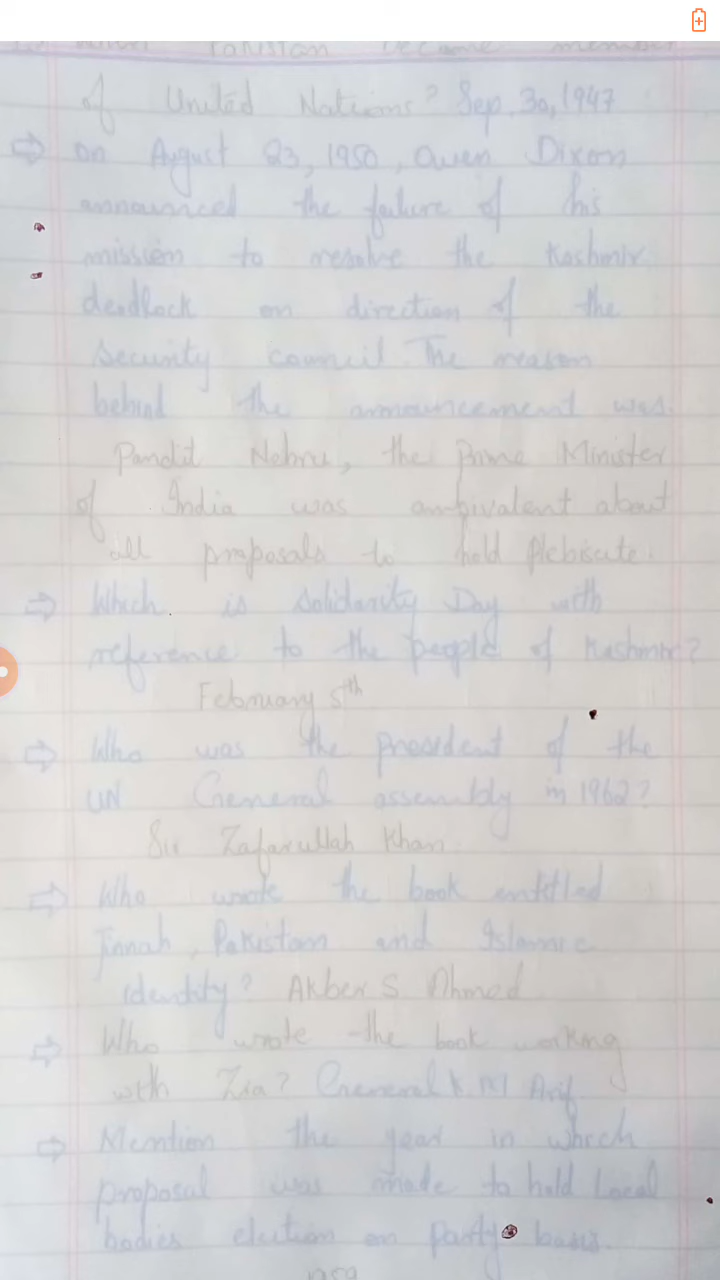 Pakistan become member
of United Nations? Sep. 30, 1947
⇒ On August 23, 1950, Owen Dixon
announced the failure of his
mission to resolve the Kashmir
deadlock on direction of the
security council. The reason
behind the announcement was
Pandit Nehru, the Prime Minister
of India was ambivalent about
all proposals to hold plebiscite.
⇒ Which is Solidarity Day with
reference to the people of Kashmir?
February 5th
⇒ Who was the president of the
UN General assembly in 1962?
Sir Zafarullah Khan
⇒ Who wrote the book entitled
Jinnah, Pakistan and Islamic
identity? Akber S Ahmed
⇒ Who wrote the book working
with Zia? General K.M Arif
⇒ Mention the year in which
proposal was made to hold Local
bodies election on party basis.